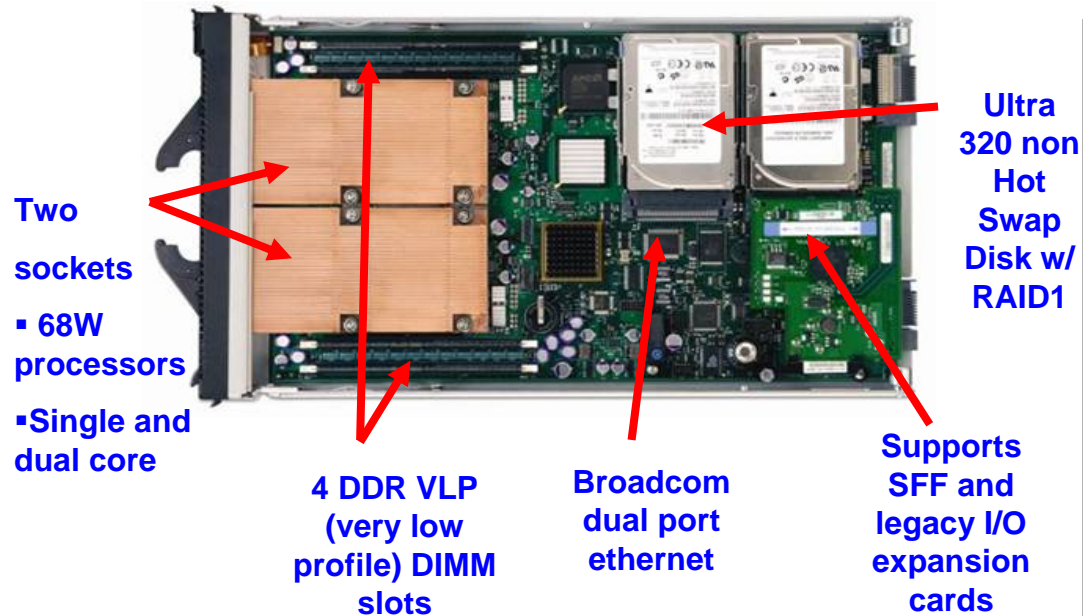 Two
sockets
▪ 68W
processors
▪Single and
dual core
4 DDR VLP
(very low
profile) DIMM
slots
Broadcom
dual port
ethernet
Ultra
320 non
Hot
Swap
Disk w/
RAID1
Supports
SFF and
legacy I/O
expansion
cards